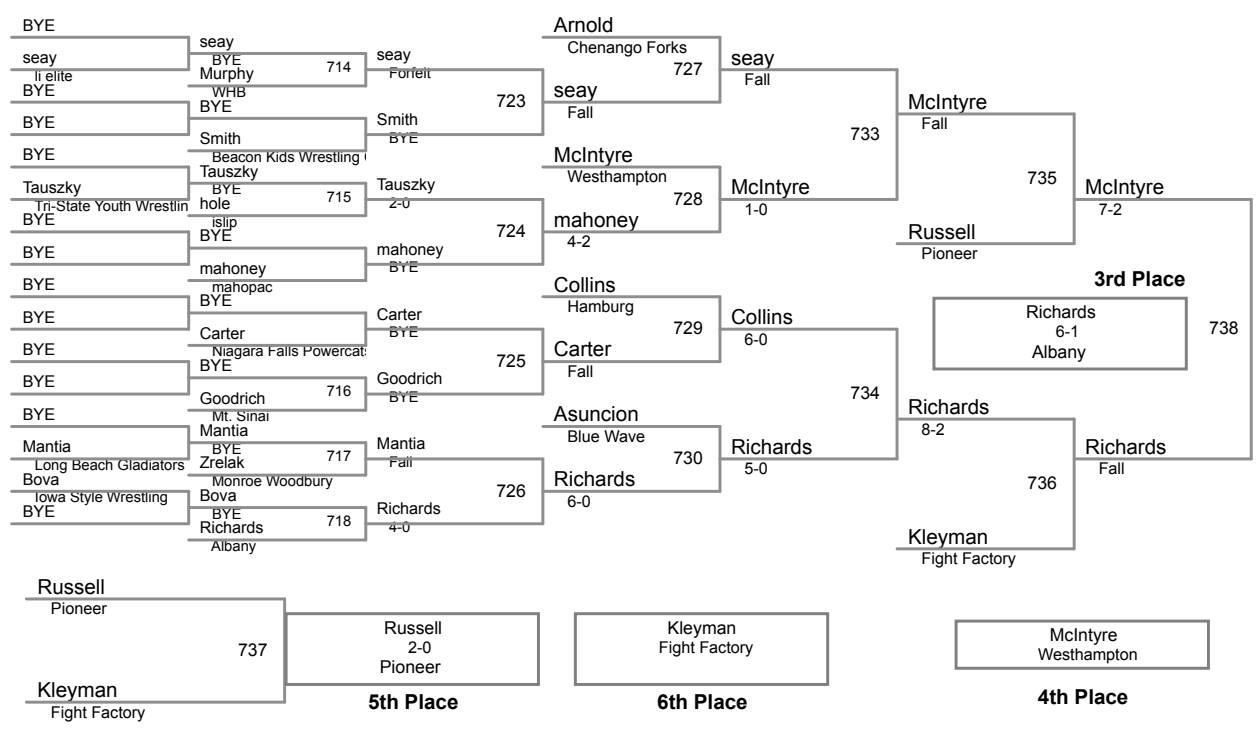 BYE
seay
li elite
BYE
BYE
BYE
Tauszky
Tri-State Youth Wrestlin
BYE
BYE
BYE
BYE
BYE
BYE
BYE
Mantia
Long Beach Gladiators
Bova
Iowa Style Wrestling
BYE
seay
BYE
Murphy
WHB
714
BYE
Smith
Beacon Kids Wrestling
Tauszky
BYE
hole
islip
715
BYE
mahoney
mahopac
BYE
Carter
Niagara Falls Powercats
BYE
Goodrich
Mt. Sinai
716
Mantia
BYE
Zrelak
Monroe Woodbury
717
Bova
BYE
Richards
Albany
718
seay
Forfeit
Smith
BYE
723
Tauszky
2-0
mahoney
BYE
724
Carter
BYE
Goodrich
BYE
725
Mantia
Fall
Richards
4-0
726
Arnold
Chenango Forks
727
seay
Fall
McIntyre
Westhampton
728
mahoney
4-2
Collins
Hamburg
729
Carter
Fall
Asuncion
Blue Wave
730
Richards
6-0
seay
Fall
733
McIntyre
1-0
Collins
6-0
734
Richards
5-0
McIntyre
Fall
735
Russell
Pioneer
Richards
8-2
736
Kleyman
Fight Factory
McIntyre
7-2
3rd Place
Richards
6-1
Albany
738
Richards
Fall
Russell
Pioneer
737
Kleyman
Fight Factory
Russell
2-0
Pioneer
5th Place
Kleyman
Fight Factory
6th Place
McIntyre
Westhampton
4th Place